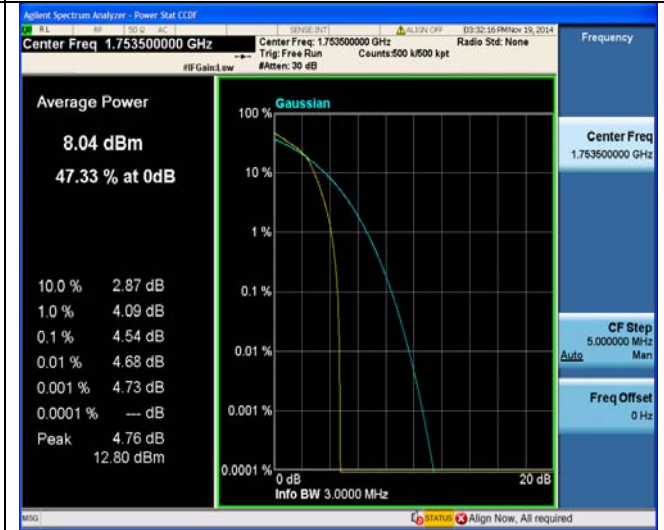 Agilent Spectrum Analyzer - Power Stat CCDF
RL RF 50 Ω AC SENSE:INT ALIGN OFF 03:32:16 PM Nov 19, 2014
Center Freq 1.753500000 GHz
Center Freq: 1.753500000 GHz Radio Std: None
Trig: Free Run Counts:500 k/500 kpt
#IFGain:Low #Atten: 30 dB
Frequency
Average Power
8.04 dBm
47.33 % at 0dB
10.0 % 2.87 dB
1.0 % 4.09 dB
0.1 % 4.54 dB
0.01 % 4.68 dB
0.001 % 4.73 dB
0.0001 % --- dB
Peak 4.76 dB
12.80 dBm
Gaussian
100 %
10 %
1 %
0.1 %
0.01 %
0.001 %
0.0001 %
0 dB 20 dB
Info BW 3.0000 MHz
Center Freq
1.753500000 GHz
CF Step
5.000000 MHz
Auto Man
Freq Offset
0 Hz
MSG STATUS Align Now, All required